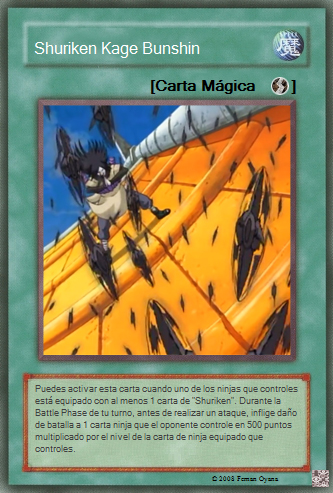 Shuriken Kage Bunshin
魔
[Carta Mágica ]
Puedes activar esta carta cuando uno de los ninjas que controles
está equipado con al menos 1 carta de "Shuriken". Durante la
Battle Phase de tu turno, antes de realizar un ataque, inflige daño
de batalla a 1 carta ninja que el oponente controle en 500 puntos
multiplicado por el nivel de la carta de ninja equipado que
controles.
© 2008 Fernan Oyana